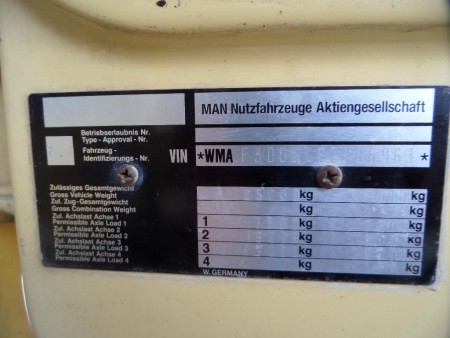 MAN Nutzfahrzeuge Aktiengesellschaft
Betriebserlaubnis Nr.
Type - Approval - Nr.
Fahrzeug -
Identifizierungs - Nr.
VIN *WMA *
Zulässiges Gesamtgewicht
Gross Vehicle Weight
kg kg
Zul. Zug-Gesamtgewicht
Gross Combination Weight
kg kg
Zul. Achslast Achse 1
Permissible Axle Load 1
1 kg kg
Zul. Achslast Achse 2
Permissible Axle Load 2
2 kg kg
Zul. Achslast Achse 3
Permissible Axle Load 3
3 kg kg
Zul. Achslast Achse 4
Permissible Axle Load 4
4 kg kg
W. GERMANY